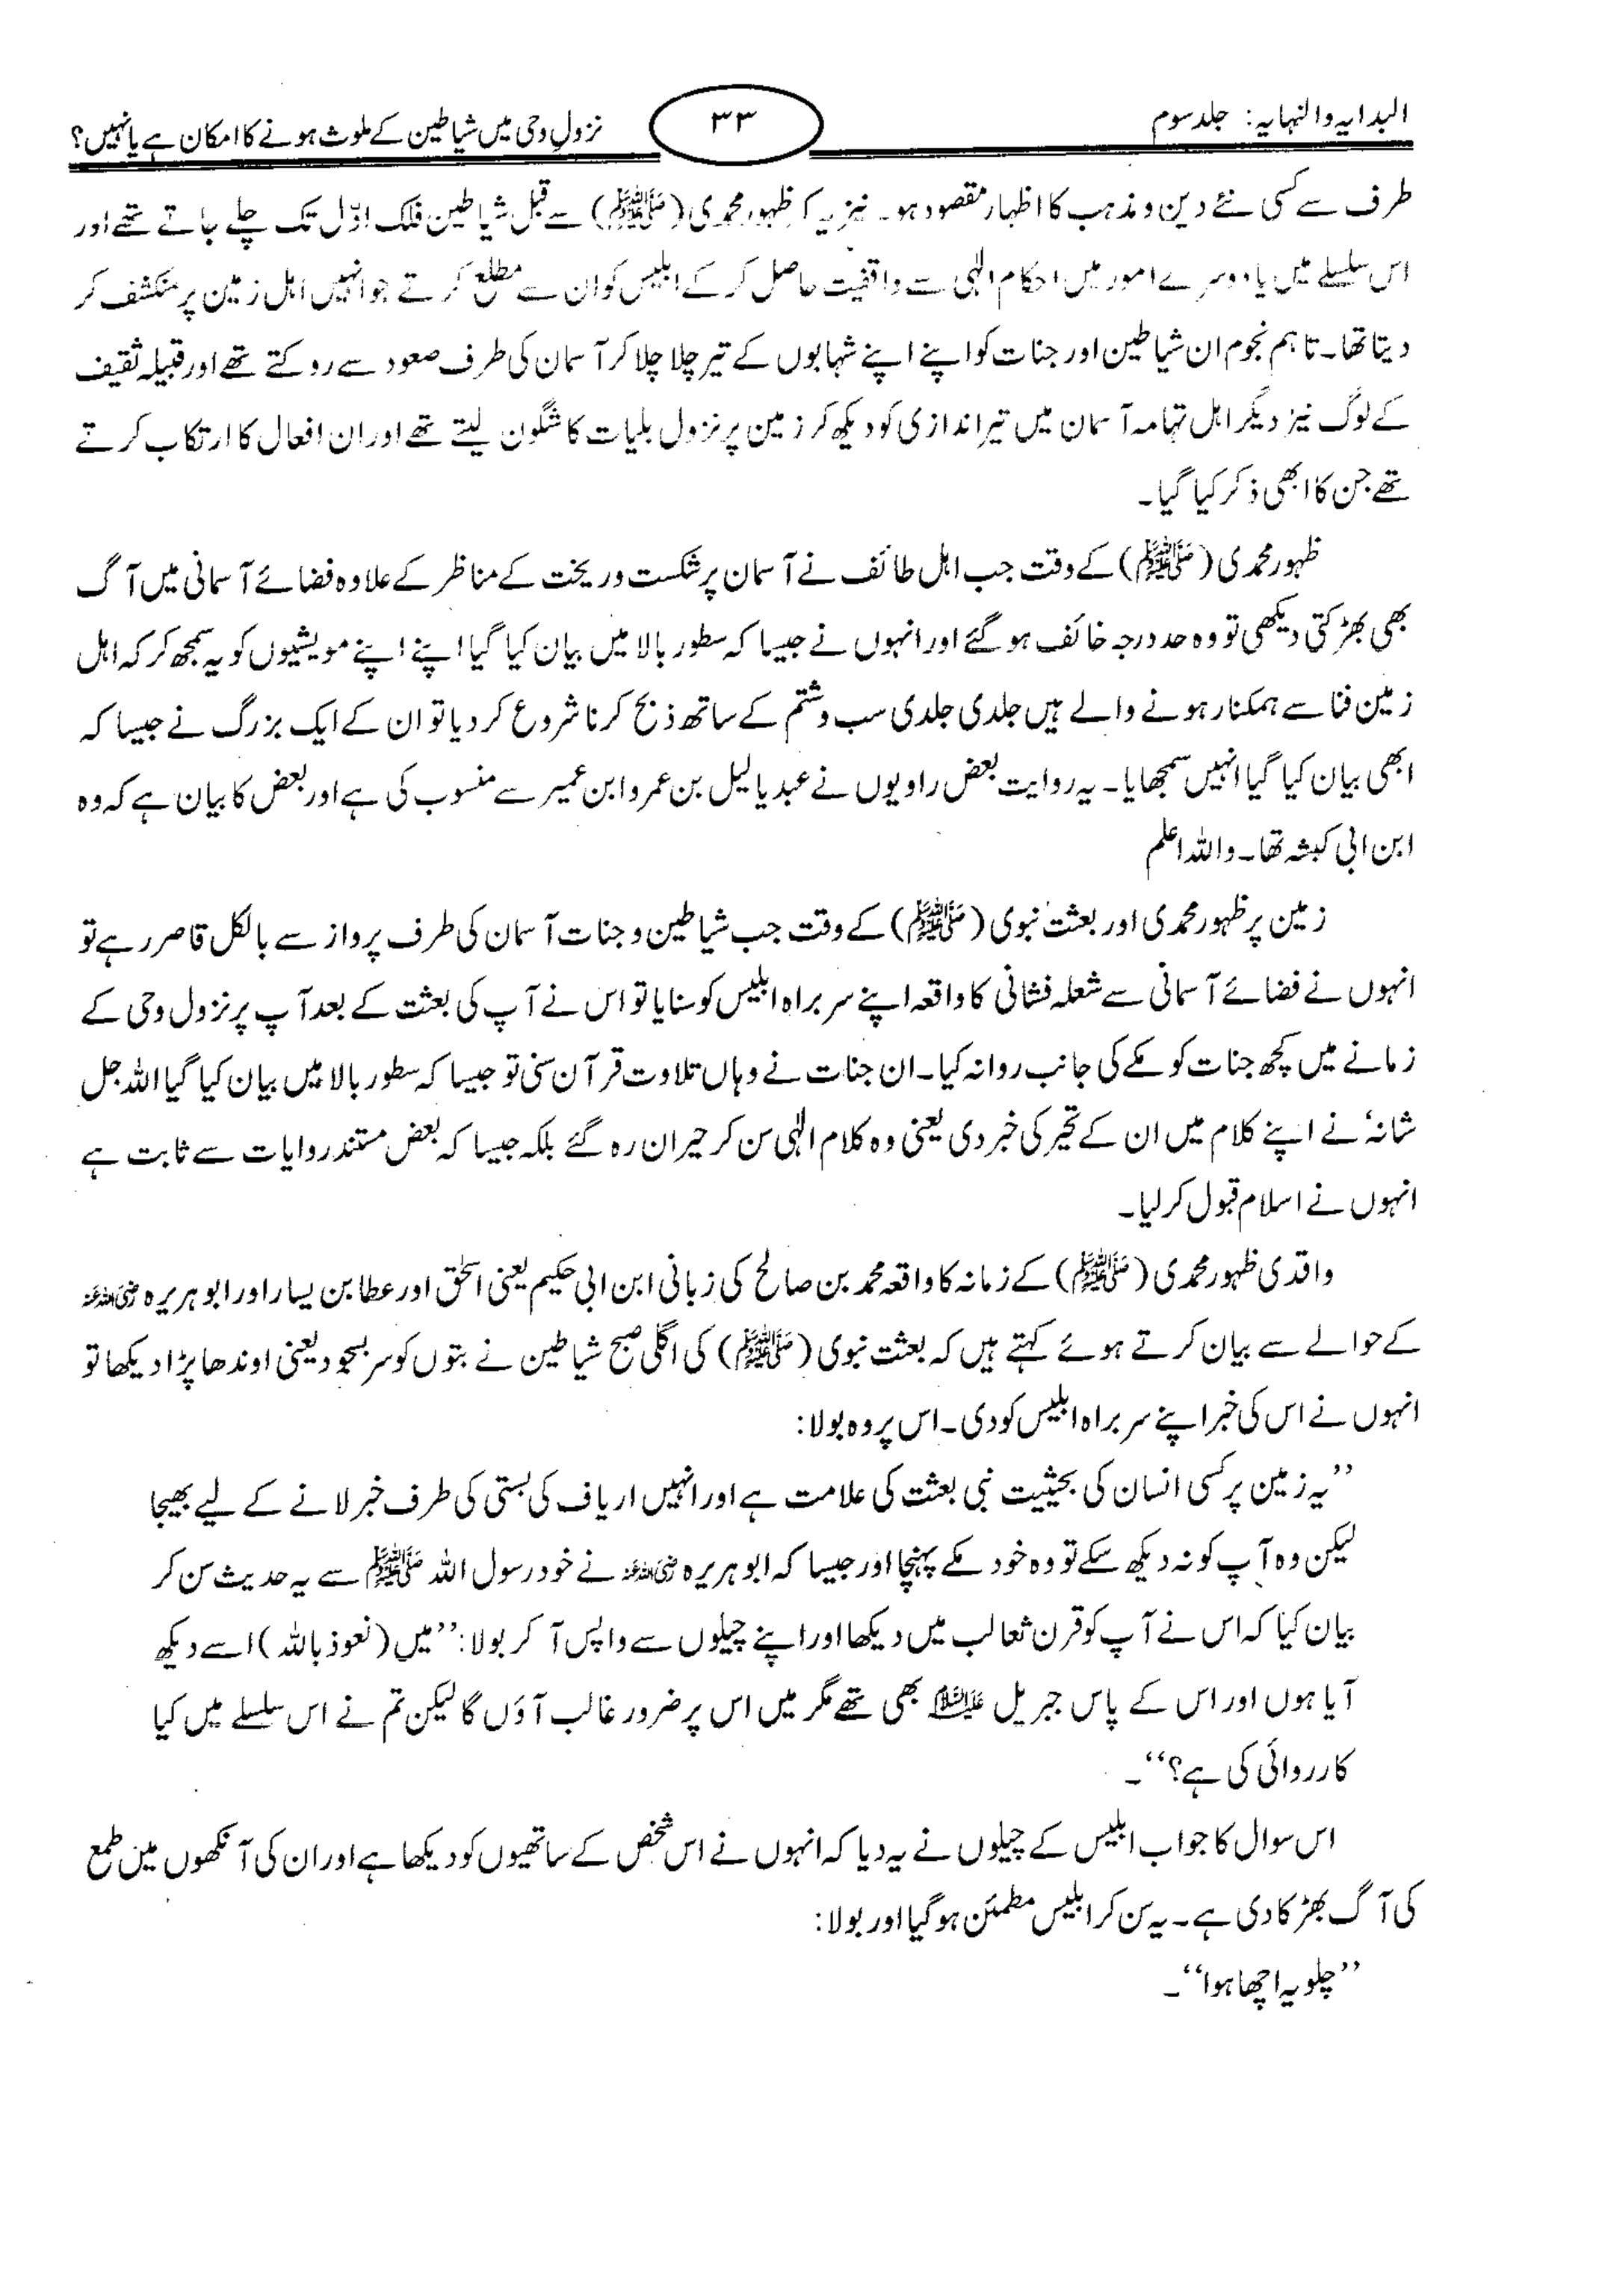 البدایہ والنہایہ: جلد سوم
۳۳
نزولِ وحی میں شیاطین کے ملوث ہونے کا امکان ہے یا نہیں؟
طرف سے کسی نئے دین و مذہب کا اظہار مقصود ہو۔ نیز یہ کہ ظہور محمدی (ﷺ) سے قبل شیاطین فلک اوّل تک چلے جاتے تھے اور
اس سلسلے میں یا دوسرے امور میں احکام الٰہی سے واقفیت حاصل کر کے ابلیس کو ان سے مطلع کرتے جو انہیں اہل زمین پر منکشف کر
دیتا تھا۔ تاہم نجوم ان شیاطین اور جنات کو اپنے اپنے شہابوں کے تیر چلا چلا کر آسمان کی طرف صعود سے روکتے تھے اور قبیلہ ثقیف
کے لوگ نیز دیگر اہل تہامہ آسمان میں تیر اندازی کو دیکھ کر زمین پر نزول بلیات کا شگون لیتے تھے اور ان افعال کا ارتکاب کرتے
تھے جن کا ابھی ذکر کیا گیا۔
ظہور محمدی (ﷺ) کے وقت جب اہل طائف نے آسمان پر شکست و ریخت کے مناظر کے علاوہ فضائے آسمانی میں آگ
بھی بھڑکتی دیکھی تو وہ حد درجہ خائف ہو گئے اور انہوں نے جیسا کہ سطور بالا میں بیان کیا گیا اپنے اپنے مویشیوں کو یہ سمجھ کر کہ اہل
زمین فنا سے ہمکنار ہونے والے ہیں جلدی جلدی سب و شتم کے ساتھ ذبح کرنا شروع کر دیا تو ان کے ایک بزرگ نے جیسا کہ
ابھی بیان کیا گیا انہیں سمجھایا۔ یہ روایت بعض راویوں نے عبد یالیل بن عمرو ابن عمیر سے منسوب کی ہے اور بعض کا بیان ہے کہ وہ
ابن ابی کبشہ تھا۔ واللہ اعلم
زمین پر ظہور محمدی اور بعثت نبوی (ﷺ) کے وقت جب شیاطین و جنات آسمان کی طرف پرواز سے بالکل قاصر رہے تو
انہوں نے فضائے آسمانی سے شعلہ فشانی کا واقعہ اپنے سربراہ ابلیس کو سنایا تو اس نے آپ کی بعثت کے بعد آپ پر نزول وحی کے
زمانے میں کچھ جنات کو مکے کی جانب روانہ کیا۔ ان جنات نے وہاں تلاوت قرآن سنی تو جیسا کہ سطور بالا میں بیان کیا گیا اللہ جل
شانہٗ نے اپنے کلام میں ان کے تحیر کی خبر دی یعنی وہ کلام الٰہی سن کر حیران رہ گئے بلکہ جیسا کہ بعض مستند روایات سے ثابت ہے
انہوں نے اسلام قبول کر لیا۔
واقدی ظہور محمدی (ﷺ) کے زمانہ کا واقعہ محمد بن صالح کی زبانی ابن ابی حکیم یعنی اسحٰق اور عطا بن یسار اور ابو ہریرہ رضی اللہ عنہ
کے حوالے سے بیان کرتے ہوئے کہتے ہیں کہ بعثت نبوی (ﷺ) کی اگلی صبح شیاطین نے بتوں کو سربسجود یعنی اوندھا پڑا دیکھا تو
انہوں نے اس کی خبر اپنے سربراہ ابلیس کو دی۔ اس پر وہ بولا:
’’یہ زمین پر کسی انسان کی بحیثیت نبی بعثت کی علامت ہے اور انہیں اریاف کی بستی کی طرف خبر لانے کے لیے بھیجا
لیکن وہ آپ کو نہ دیکھ سکے تو وہ خود مکے پہنچا اور جیسا کہ ابو ہریرہ رضی اللہ عنہ نے خود رسول اللہ ﷺ سے یہ حدیث سن کر
بیان کیا کہ اس نے آپ کو قرن ثعالب میں دیکھا اور اپنے چیلوں سے واپس آ کر بولا: ’’میں (نعوذ باللہ) اسے دیکھ
آیا ہوں اور اس کے پاس جبریل علیہ السلام بھی تھے مگر میں اس پر ضرور غالب آؤں گا لیکن تم نے اس سلسلے میں کیا
کارروائی کی ہے؟‘‘۔
اس سوال کا جواب ابلیس کے چیلوں نے یہ دیا کہ انہوں نے اس شخص کے ساتھیوں کو دیکھا ہے اور ان کی آنکھوں میں طمع
کی آگ بھڑکا دی ہے۔ یہ سن کر ابلیس مطمئن ہو گیا اور بولا:
’’چلو یہ اچھا ہوا‘‘۔